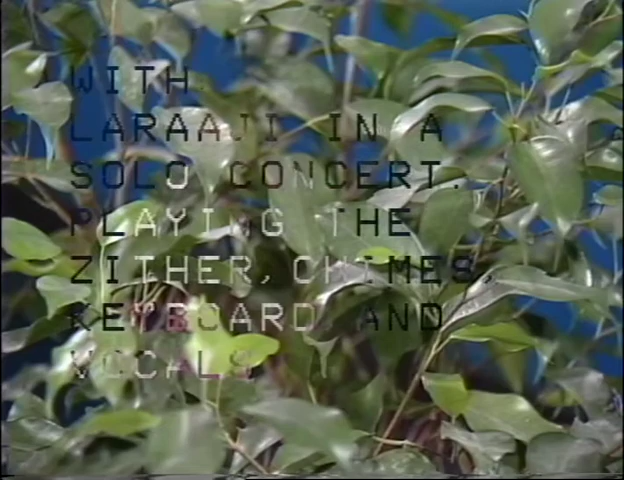 WITH
LARAAJI IN A
SOLO CONCERT.
PLAYING THE
ZITHER, CHIMES,
KEYBOARD AND
VOCALS